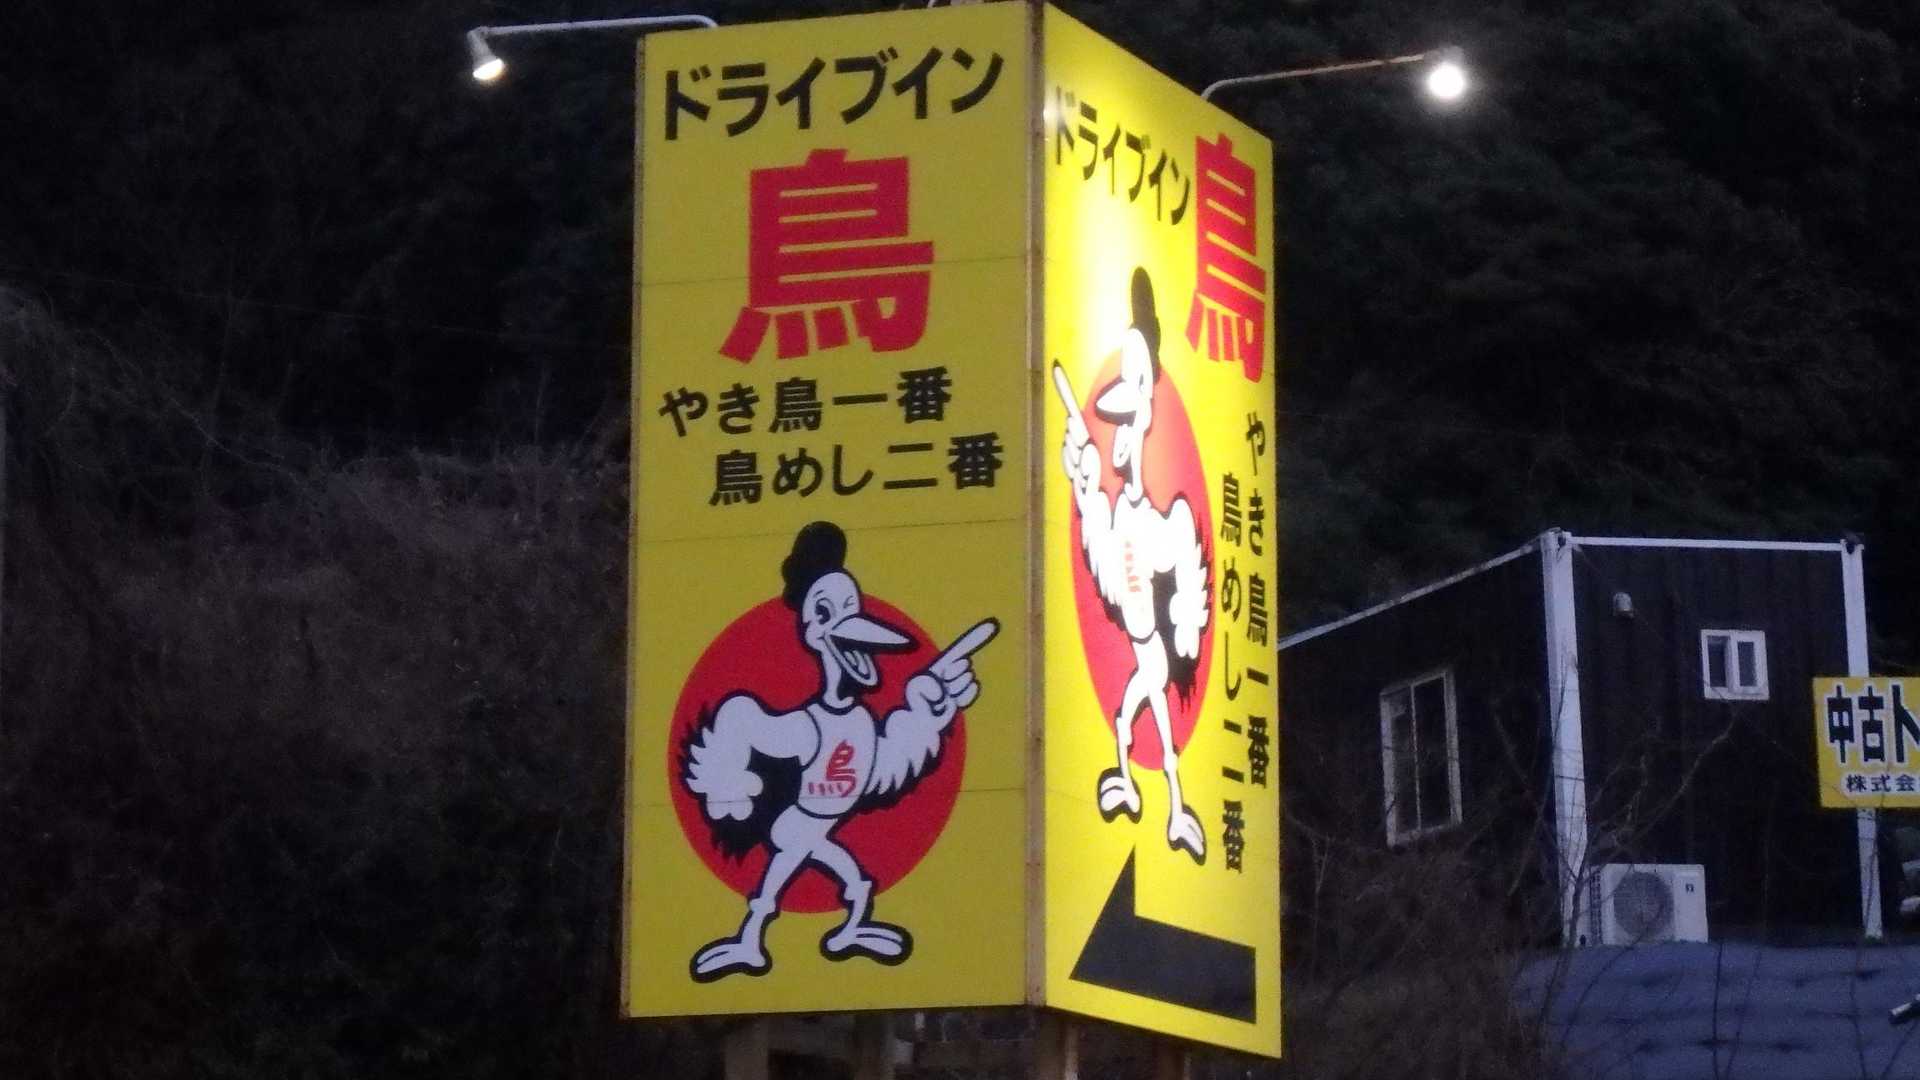 ドライブイン
鳥
やき鳥一番
鳥めし二番
鳥
ドライブイン
鳥
やき鳥一番
鳥めし二番
鳥
中古ト
株式会